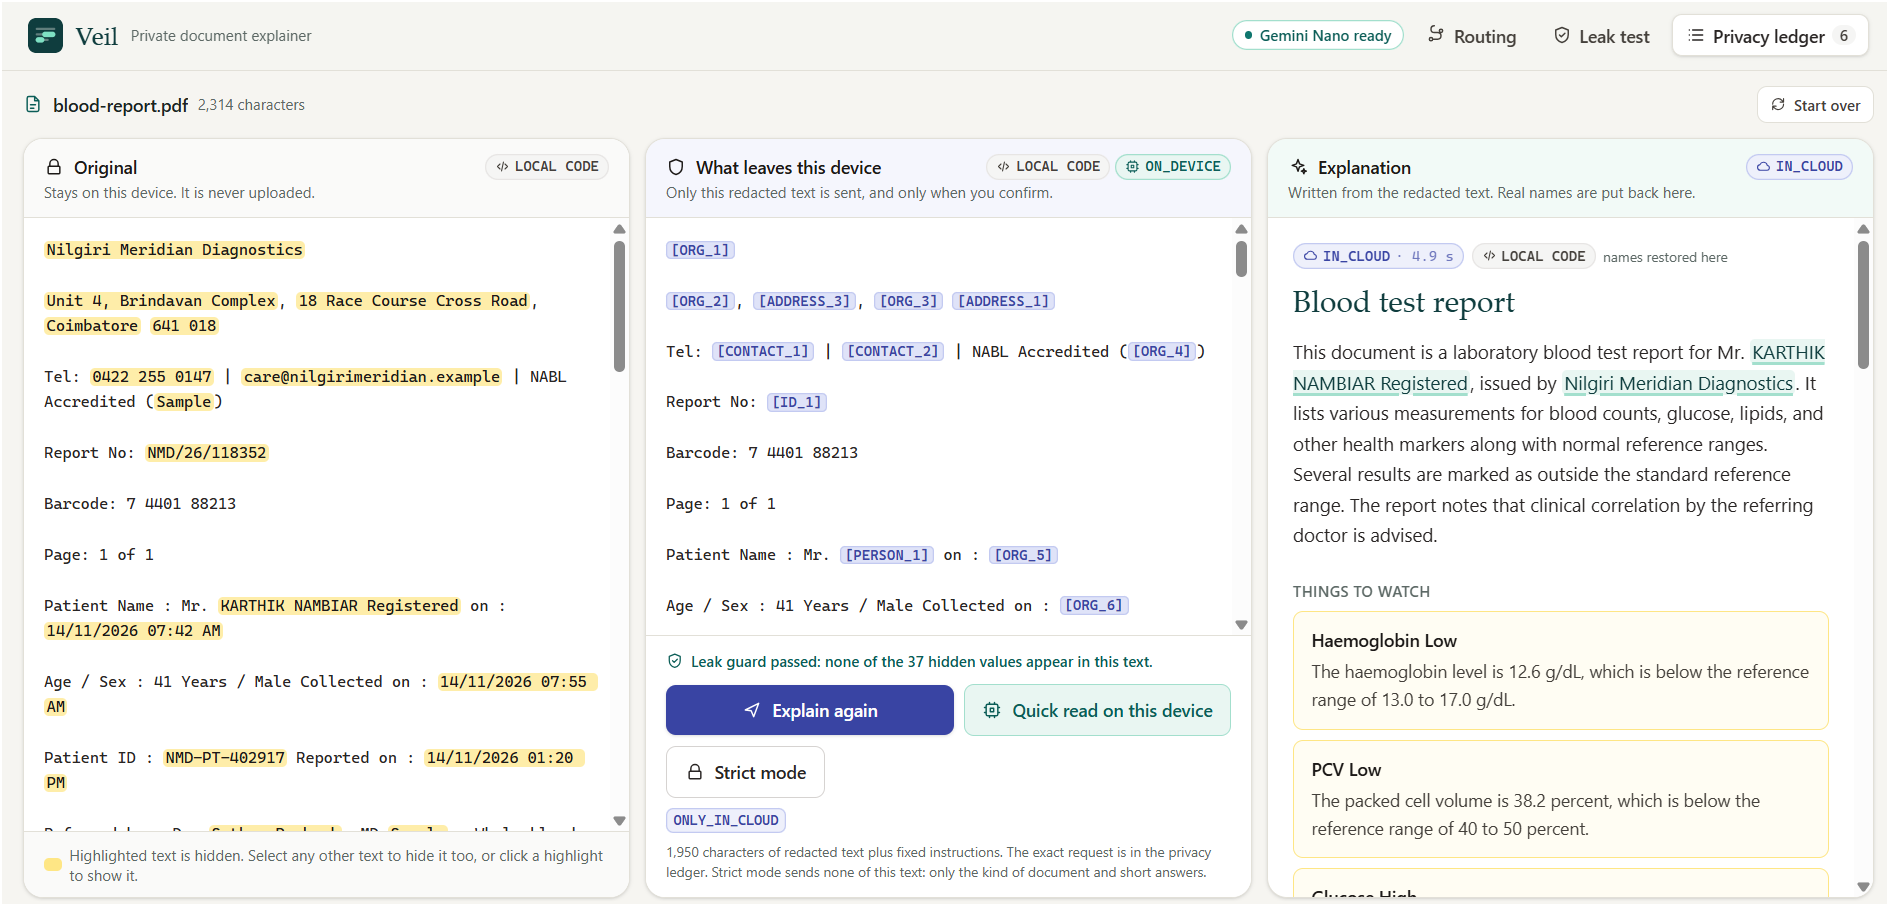 Veil Private document explainer
Gemini Nano ready
Routing
Leak test
Privacy ledger 6
blood-report.pdf 2,314 characters
Start over
Original
LOCAL CODE
Stays on this device. It is never uploaded.
Nilgiri Meridian Diagnostics
Unit 4, Brindavan Complex, 18 Race Course Cross Road,
Coimbatore 641 018
Tel: 0422 255 0147 | care@nilgirimeridian.example | NABL
Accredited (Sample)
Report No: NMD/26/118352
Barcode: 7 4401 88213
Page: 1 of 1
Patient Name : Mr. KARTHIK NAMBIAR Registered on :
14/11/2026 07:42 AM
Age / Sex : 41 Years / Male Collected on : 14/11/2026 07:55
AM
Patient ID : NMD-PT-402917 Reported on : 14/11/2026 01:20
PM
Highlighted text is hidden. Select any other text to hide it too, or click a highlight
to show it.
What leaves this device
LOCAL CODE
ON_DEVICE
Only this redacted text is sent, and only when you confirm.
[ORG_1]
[ORG_2], [ADDRESS_3], [ORG_3] [ADDRESS_1]
Tel: [CONTACT_1] | [CONTACT_2] | NABL Accredited ([ORG_4])
Report No: [ID_1]
Barcode: 7 4401 88213
Page: 1 of 1
Patient Name : Mr. [PERSON_1] on : [ORG_5]
Age / Sex : 41 Years / Male Collected on : [ORG_6]
Leak guard passed: none of the 37 hidden values appear in this text.
Explain again
Quick read on this device
Strict mode
ONLY_IN_CLOUD
1,950 characters of redacted text plus fixed instructions. The exact request is in the privacy
ledger. Strict mode sends none of this text: only the kind of document and short answers.
Explanation
IN_CLOUD
Written from the redacted text. Real names are put back here.
IN_CLOUD · 4.9 s
LOCAL CODE
names restored here
Blood test report
This document is a laboratory blood test report for Mr. KARTHIK
NAMBIAR Registered, issued by Nilgiri Meridian Diagnostics. It
lists various measurements for blood counts, glucose, lipids, and
other health markers along with normal reference ranges.
Several results are marked as outside the standard reference
range. The report notes that clinical correlation by the referring
doctor is advised.
THINGS TO WATCH
Haemoglobin Low
The haemoglobin level is 12.6 g/dL, which is below the reference
range of 13.0 to 17.0 g/dL.
PCV Low
The packed cell volume is 38.2 percent, which is below the
reference range of 40 to 50 percent.
Glucose High